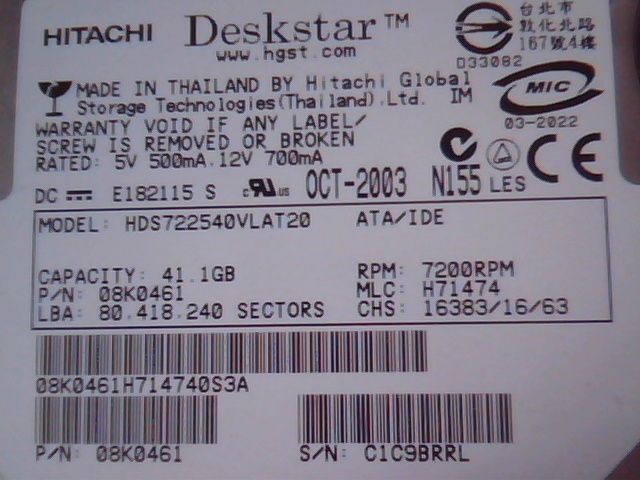 HITACHI Deskstar™
www.hgst.com
台北市
敦化北路
167號4樓
D33082
MADE IN THAILAND BY Hitachi Global
Storage Technologies(Thailand).Ltd. IM
MIC
03-2022
WARRANTY VOID IF ANY LABEL/
SCREW IS REMOVED OR BROKEN
RATED: 5V 500mA.12V 700mA
DC E182115 S c RU us OCT-2003 N155 LES CE
MODEL: HDS722540VLAT20 ATA/IDE
CAPACITY: 41.1GB RPM: 7200RPM
P/N: 08K0461 MLC: H71474
LBA: 80.418.240 SECTORS CHS: 16383/16/63
08K0461H714740S3A
P/N: 08K0461 S/N: C1C9BRRL